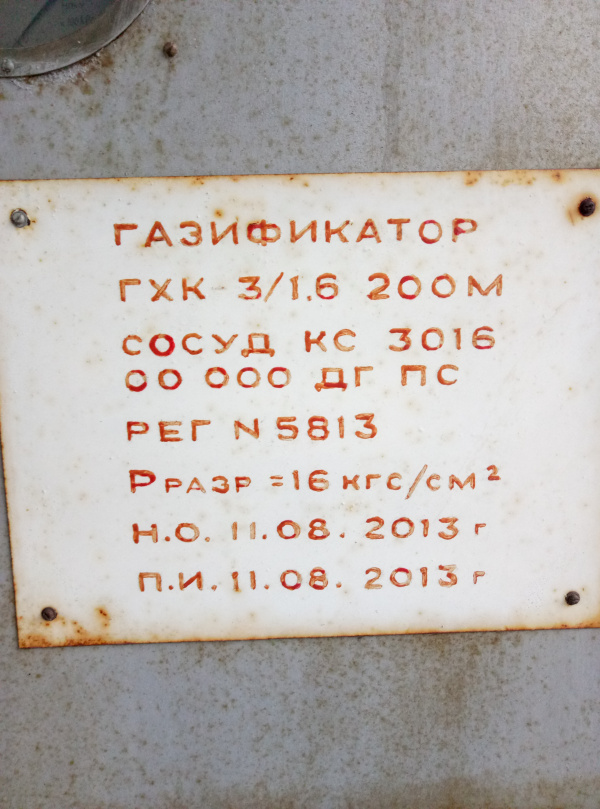 ГАЗИФИКАТОР
ГХК 3/1.6 200М
СОСУД КС 3016
00 000 ДГ ПС
РЕГ N 5813
Рразр =16 кгс/см²
Н.О. 11.08. 2013 г
П.И. 11.08. 2013 г